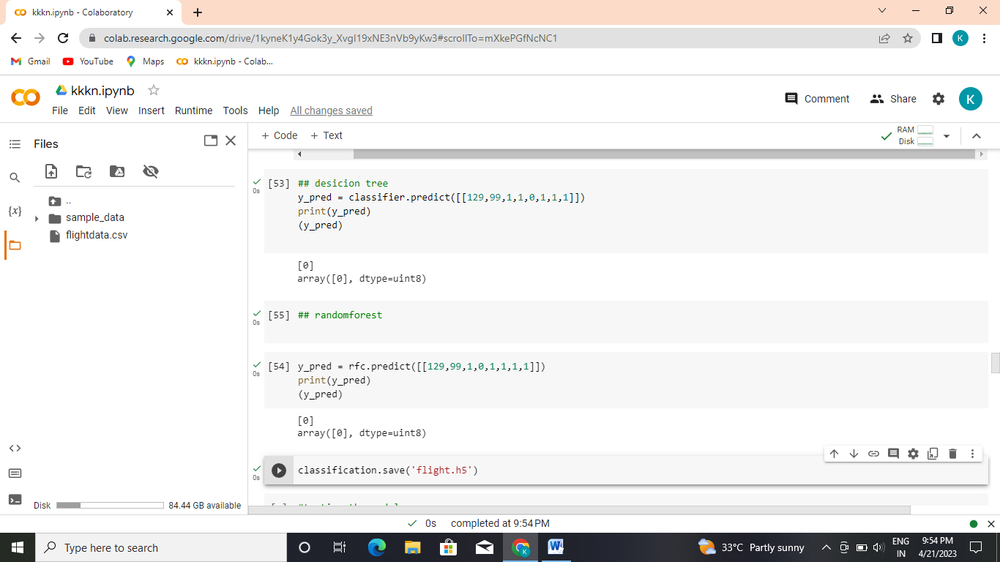 kkkn.ipynb - Colaboratory
colab.research.google.com/drive/1kyneK1y4Gok3y_XvgI19xNE3nVb9yKw3#scrollTo=mXkePGfNcNC1
K
Gmail
YouTube
Maps
kkkn.ipynb - Colab...
kkkn.ipynb
Comment
Share
K
File Edit View Insert Runtime Tools Help All changes saved
Files
+ Code + Text
RAM
Disk
..
{x}
sample_data
flightdata.csv
[53] ## desicion tree
0s
y_pred = classifier.predict([[129,99,1,1,0,1,1,1]])
print(y_pred)
(y_pred)
[0]
array([0], dtype=uint8)
[55] ## randomforest
0s
[54] y_pred = rfc.predict([[129,99,1,0,1,1,1,1]])
0s
print(y_pred)
(y_pred)
[0]
array([0], dtype=uint8)
classification.save('flight.h5')
0s
Disk
84.44 GB available
0s completed at 9:54 PM
Type here to search
33°C Partly sunny
ENG
IN
9:54 PM
4/21/2023